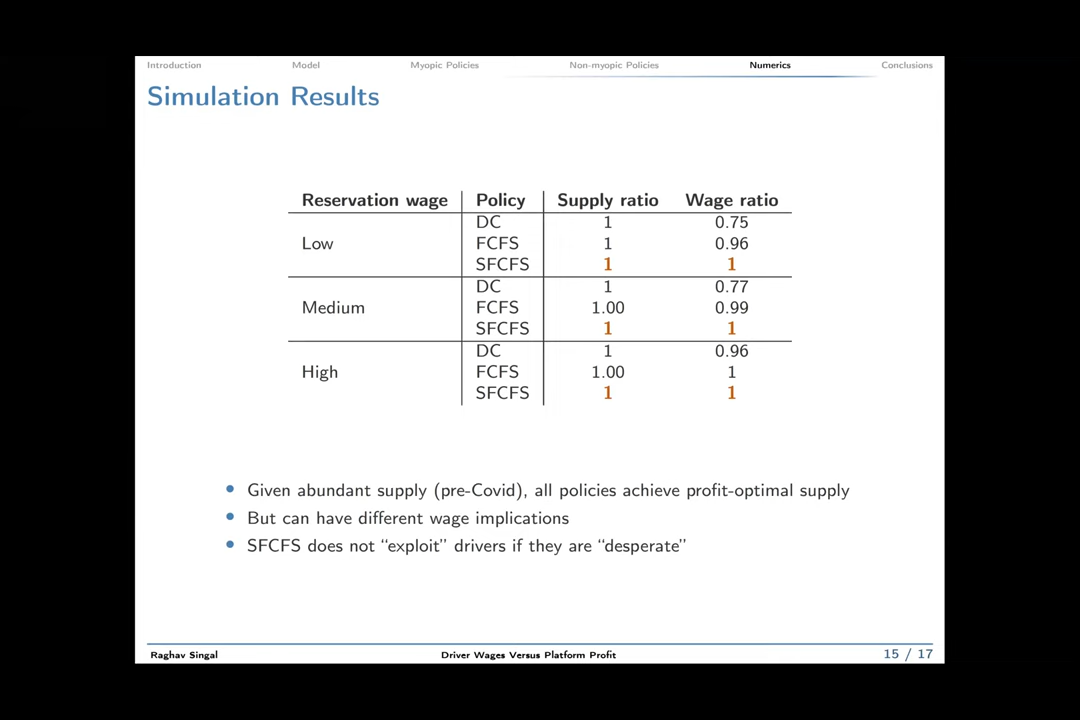 Introduction Model Myopic Policies Non-myopic Policies Numerics Conclusions
Simulation Results
Reservation wage Policy Supply ratio Wage ratio
DC 1 0.75
Low FCFS 1 0.96
SFCFS 1 1
DC 1 0.77
Medium FCFS 1.00 0.99
SFCFS 1 1
DC 1 0.96
High FCFS 1.00 1
SFCFS 1 1
• Given abundant supply (pre-Covid), all policies achieve profit-optimal supply
• But can have different wage implications
• SFCFS does not “exploit” drivers if they are “desperate”
Raghav Singal Driver Wages Versus Platform Profit 15 / 17